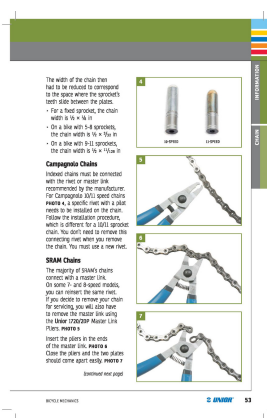 The width of the chain then
had to be reduced to correspond
to the space where the sprocket's
teeth slide between the plates.
• For a fixed sprocket, the chain
width is ½ × ⅛ in
• On a bike with 5-8 sprockets,
the chain width is ½ × ³⁄₃₂ in
• On a bike with 9-11 sprockets,
the chain width is ½ × ¹¹⁄₁₂₈ in
Campagnolo Chains
Indexed chains must be connected
with the rivet or master link
recommended by the manufacturer.
For Campagnolo 10/11 speed chains
PHOTO 4, a specific rivet with a pilot
needs to be installed on the chain.
Follow the installation procedure,
which is different for a 10/11 sprocket
chain. You don't need to remove this
connecting rivet when you remove
the chain. You must use a new rivet.
SRAM Chains
The majority of SRAM's chains
connect with a master link.
On some 7- and 8-speed models,
you can reinsert the same rivet.
If you decide to remove your chain
for servicing, you will also have
to remove the master link using
the Unior 1720/2DP Master Link
Pliers. PHOTO 5
Insert the pliers in the ends
of the master link. PHOTO 6
Close the pliers and the two plates
should come apart easily. PHOTO 7
(continued next page)
4
10-SPEED
11-SPEED
5
6
7
INFORMATION
CHAIN
BICYCLE MECHANICS
UNIOR
53